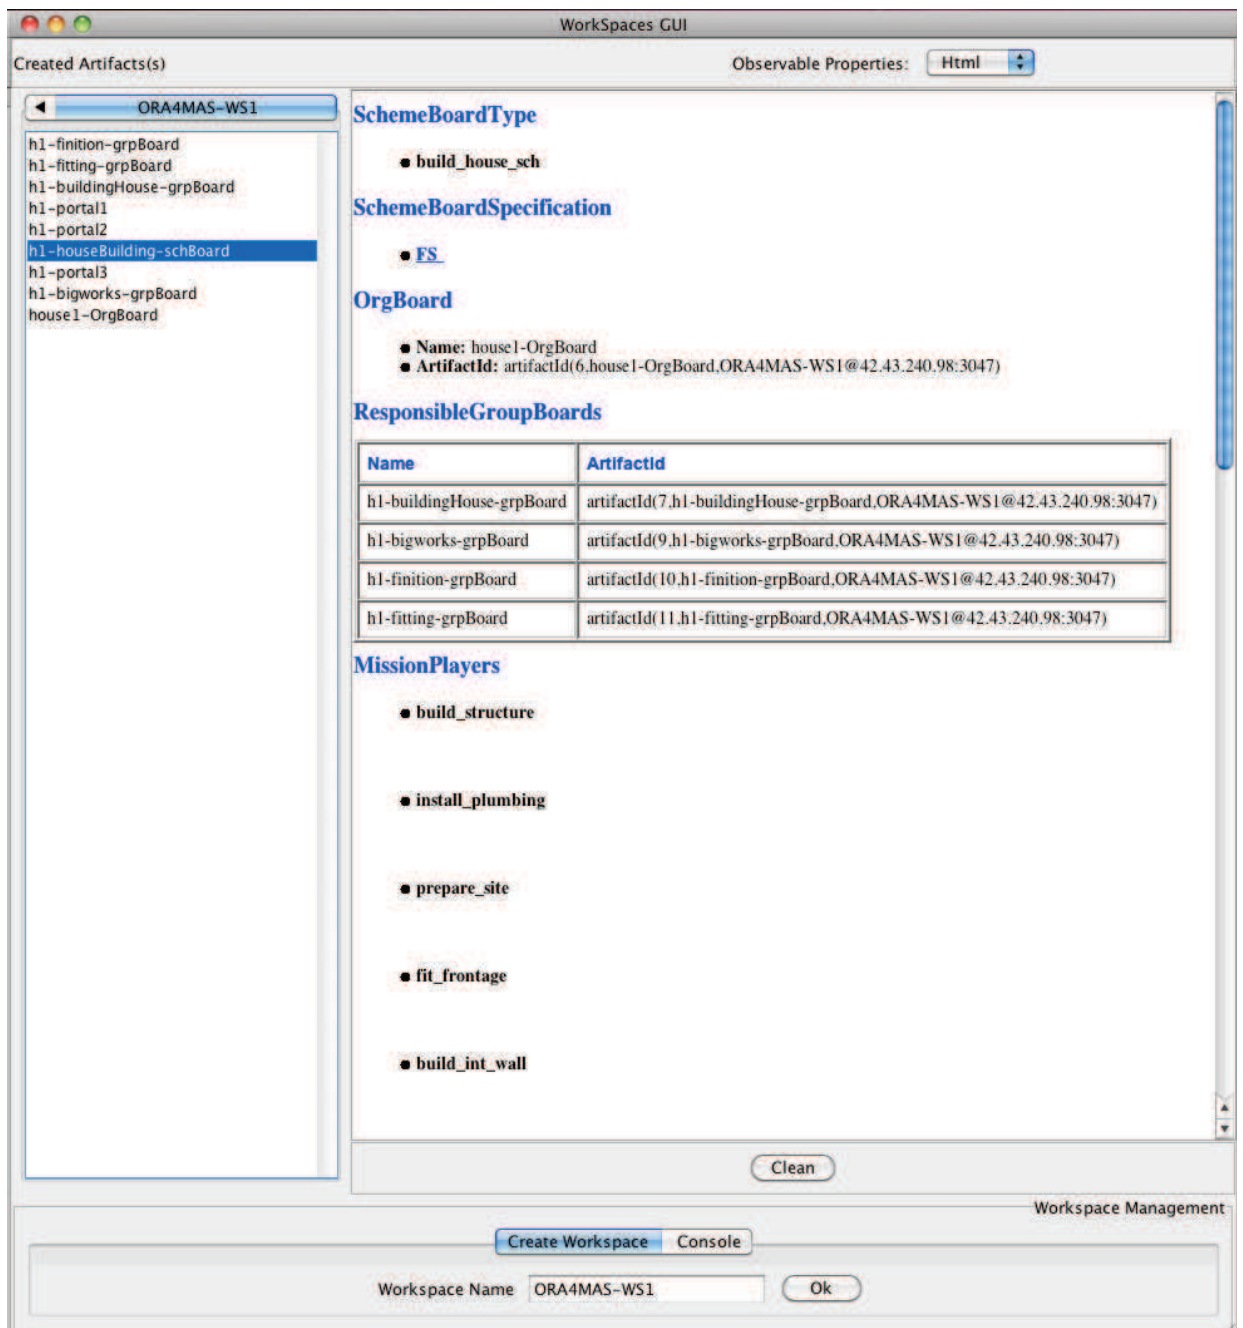 WorkSpaces GUI
Created Artifacts(s)
Observable Properties: Html
ORA4MAS-WS1
h1-finition-grpBoard
h1-fitting-grpBoard
h1-buildingHouse-grpBoard
h1-portal1
h1-portal2
h1-houseBuilding-schBoard
h1-portal3
h1-bigworks-grpBoard
house1-OrgBoard
SchemeBoardType
build_house_sch
SchemeBoardSpecification
FS
OrgBoard
Name: house1-OrgBoard
ArtifactId: artifactId(6,house1-OrgBoard,ORA4MAS-WS1@42.43.240.98:3047)
ResponsibleGroupBoards
Name ArtifactId
h1-buildingHouse-grpBoard artifactId(7,h1-buildingHouse-grpBoard,ORA4MAS-WS1@42.43.240.98:3047)
h1-bigworks-grpBoard artifactId(9,h1-bigworks-grpBoard,ORA4MAS-WS1@42.43.240.98:3047)
h1-finition-grpBoard artifactId(10,h1-finition-grpBoard,ORA4MAS-WS1@42.43.240.98:3047)
h1-fitting-grpBoard artifactId(11,h1-fitting-grpBoard,ORA4MAS-WS1@42.43.240.98:3047)
MissionPlayers
build_structure
install_plumbing
prepare_site
fit_frontage
build_int_wall
Clean
Workspace Management
Create Workspace Console
Workspace Name ORA4MAS-WS1 Ok